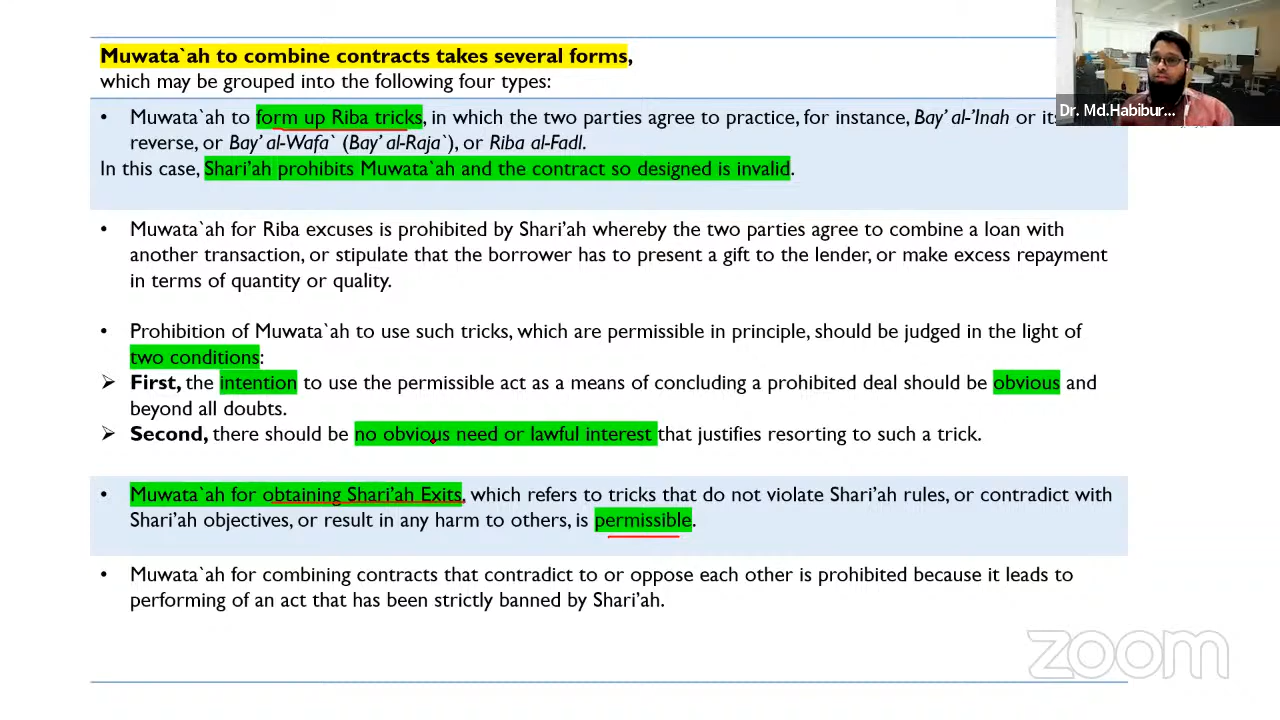 Muwata`ah to combine contracts takes several forms,
which may be grouped into the following four types:
• Muwata`ah to form up Riba tricks, in which the two parties agree to practice, for instance, Bay’ al-’Inah or its
reverse, or Bay’ al-Wafa` (Bay’ al-Raja`), or Riba al-Fadl.
In this case, Shari’ah prohibits Muwata`ah and the contract so designed is invalid.
• Muwata`ah for Riba excuses is prohibited by Shari’ah whereby the two parties agree to combine a loan with
another transaction, or stipulate that the borrower has to present a gift to the lender, or make excess repayment
in terms of quantity or quality.
• Prohibition of Muwata`ah to use such tricks, which are permissible in principle, should be judged in the light of
two conditions:
➢ First, the intention to use the permissible act as a means of concluding a prohibited deal should be obvious and
beyond all doubts.
➢ Second, there should be no obvious need or lawful interest that justifies resorting to such a trick.
• Muwata`ah for obtaining Shari’ah Exits, which refers to tricks that do not violate Shari’ah rules, or contradict with
Shari’ah objectives, or result in any harm to others, is permissible.
• Muwata`ah for combining contracts that contradict to or oppose each other is prohibited because it leads to
performing of an act that has been strictly banned by Shari’ah.
Dr. Md.Habibur...
zoom